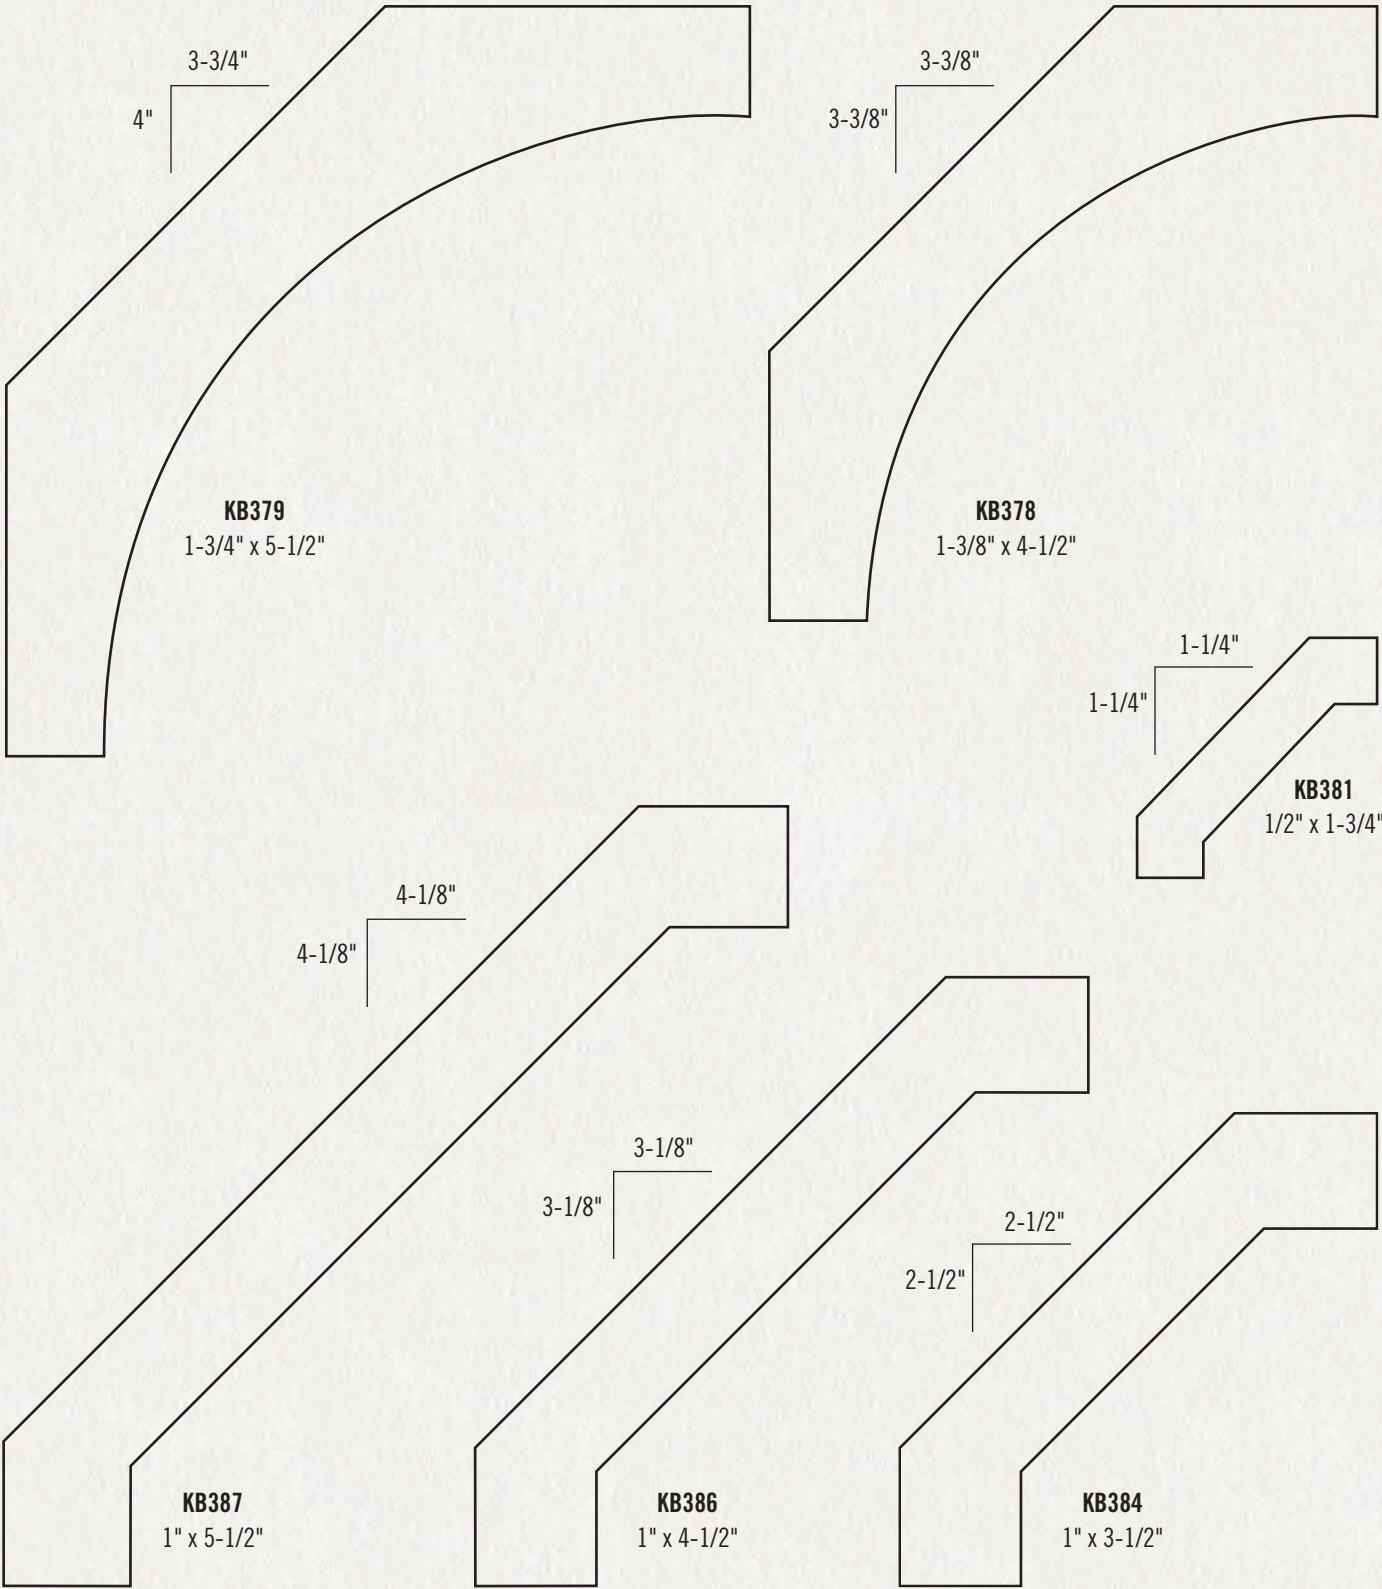 3-3/4"
4"
KB379
1-3/4" x 5-1/2"
3-3/8"
3-3/8"
KB378
1-3/8" x 4-1/2"
1-1/4"
1-1/4"
KB381
1/2" x 1-3/4"
4-1/8"
4-1/8"
KB387
1" x 5-1/2"
3-1/8"
3-1/8"
KB386
1" x 4-1/2"
2-1/2"
2-1/2"
KB384
1" x 3-1/2"